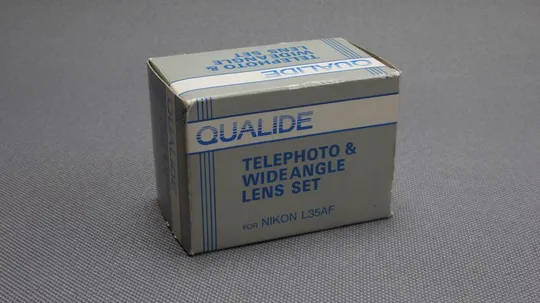 QUALIDE
TELEPHOTO &
WIDEANGLE
LENS SET
QUALIDE
TELEPHOTO &
WIDEANGLE
LENS SET
FOR NIKON L35AF